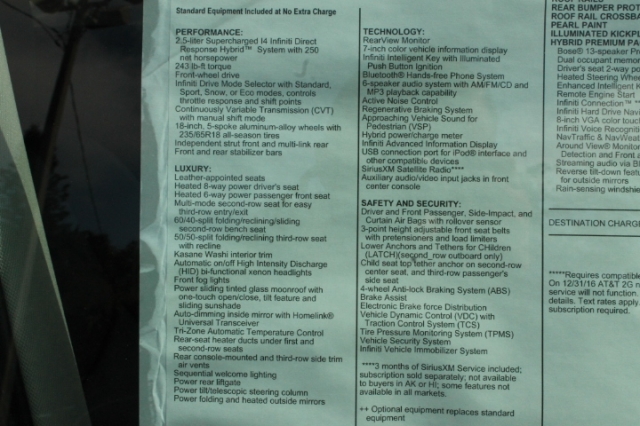 Standard Equipment Included at No Extra Charge
PERFORMANCE:
2.5-liter Supercharged I4 Infiniti Direct
Response Hybrid™ System with 250
net horsepower
243 lb-ft torque
Front-wheel drive
Infiniti Drive Mode Selector with Standard,
Sport, Snow, or Eco modes, controls
throttle response and shift points
Continuously Variable Transmission (CVT)
with manual shift mode
18-inch, 5-spoke aluminum-alloy wheels with
235/65R18 all-season tires
Independent strut front and multi-link rear
Front and rear stabilizer bars
LUXURY:
Leather-appointed seats
Heated 8-way power driver's seat
Heated 6-way power passenger front seat
Multi-mode second-row seat for easy
third-row entry/exit
60/40-split folding/reclining/sliding
second-row bench seat
50/50-split folding/reclining third-row seat
with recline
Kasane Washi interior trim
Automatic on/off High Intensity Discharge
(HID) bi-functional xenon headlights
Front fog lights
Power sliding tinted glass moonroof with
one-touch open/close, tilt feature and
sliding sunshade
Auto-dimming inside mirror with Homelink®
Universal Transceiver
Tri-Zone Automatic Temperature Control
Rear-seat heater ducts under first and
second-row seats
Rear console-mounted and third-row side trim
air vents
Sequential welcome lighting
Power rear liftgate
Power tilt/telescopic steering column
Power folding and heated outside mirrors
TECHNOLOGY:
RearView Monitor
7-inch color vehicle information display
Infiniti Intelligent Key with Illuminated
Push Button Ignition
Bluetooth® Hands-free Phone System
6-speaker audio system with AM/FM/CD and
MP3 playback capability
Active Noise Control
Regenerative Braking System
Approaching Vehicle Sound for
Pedestrian (VSP)
Hybrid power/charge meter
Infiniti Advanced Information Display
USB connection port for iPod® interface and
other compatible devices
SiriusXM Satellite Radio****
Auxiliary audio/video input jacks in front
center console
SAFETY AND SECURITY:
Driver and Front Passenger, Side-Impact, and
Curtain Air Bags with rollover sensor
3-point height adjustable front seat belts
with pretensioners and load limiters
Lower Anchors and Tethers for CHildren
(LATCH)(second_row outboard only)
Child seat top tether anchor on second-row
center seat, and third-row passenger's
side seat
4-wheel Anti-lock Braking System (ABS)
Brake Assist
Electronic Brake force Distribution
Vehicle Dynamic Control (VDC) with
Traction Control System (TCS)
Tire Pressure Monitoring System (TPMS)
Vehicle Security System
Infiniti Vehicle Immobilizer System
****3 months of SiriusXM Service included;
subscription sold separately; not available
to buyers in AK or HI; some features not
available in all markets.
++ Optional equipment replaces standard
equipment
REAR BUMPER PROT
ROOF RAIL CROSSBA
PEARL PAINT
ILLUMINATED KICKPL
HYBRID PREMIUM PA
Bose® 13-speaker Pr
Dual occupant memor
Driver's seat 2-way po
Heated Steering Whee
Enhanced Intelligent K
Remote Engine Start
Infiniti Connection™
Infiniti Hard Drive Navi
8-inch VGA color touc
Infiniti Voice Recogniti
NavTraffic & NavWeat
Around View® Monitor
Detection and Front a
Streaming audio via Bl
Reverse tilt-down featu
for outside mirrors
Rain-sensing windshie
DESTINATION CHARG
*****Requires compatible
On 12/31/16 AT&T 2G n
service will not function
details. Text rates apply.
subscription required.